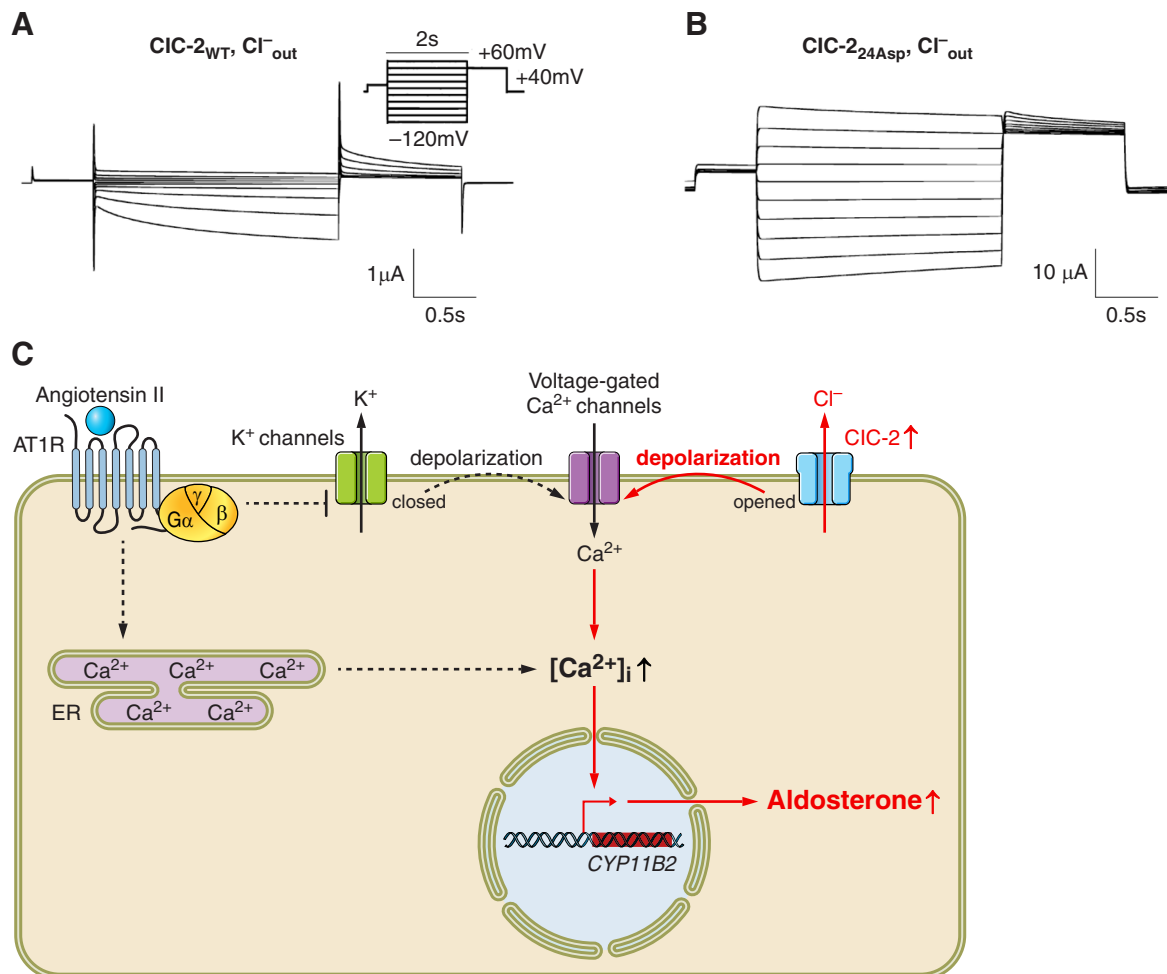 A
ClC-2WT, Cl⁻out
2s
+60mV
+40mV
−120mV
1µA
0.5s
B
ClC-224Asp, Cl⁻out
10 µA
0.5s
C
Angiotensin II
AT1R
Gα
γ
β
K⁺
K⁺ channels
closed
depolarization
Voltage-gated
Ca²⁺ channels
depolarization
opened
Cl⁻
ClC-2↑
Ca²⁺
Ca²⁺ Ca²⁺ Ca²⁺
ER Ca²⁺ Ca²⁺
[Ca²⁺]i↑
Aldosterone↑
CYP11B2